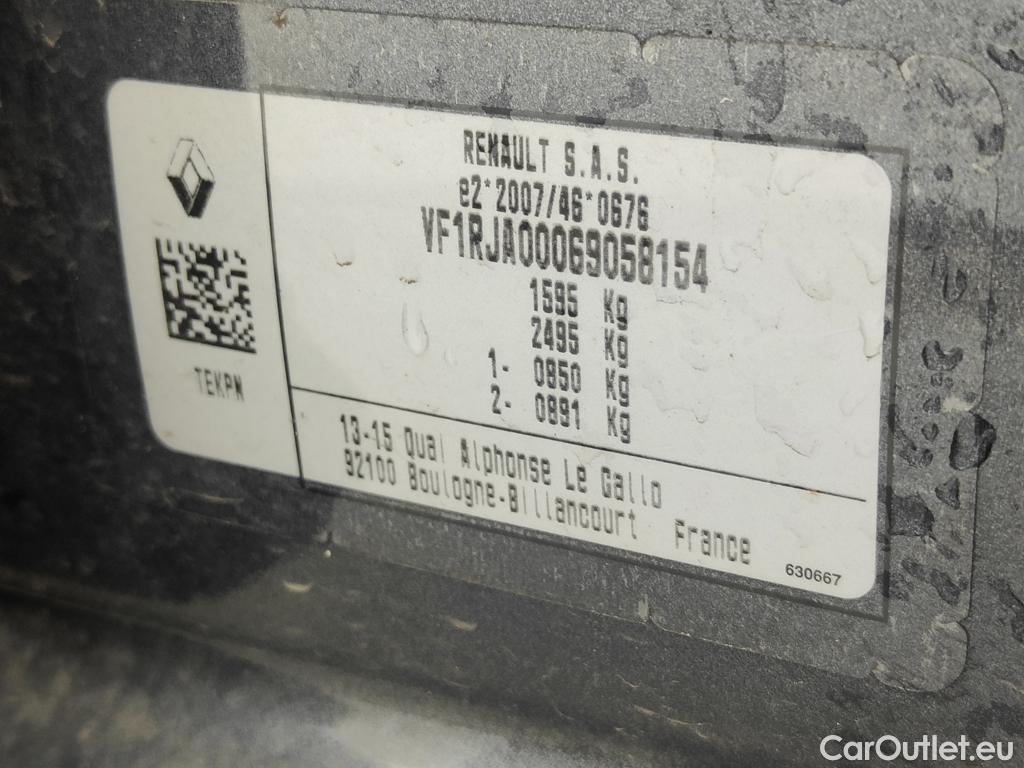 RENAULT S.A.S.
e2*2007/46*0676
VF1RJA00069058154
1595 Kg
2495 Kg
1- 0850 Kg
2- 0891 Kg
TEKPN
13-15 Quai Alphonse Le Gallo
92100 Boulogne-Billancourt France
630667
CarOutlet.eu